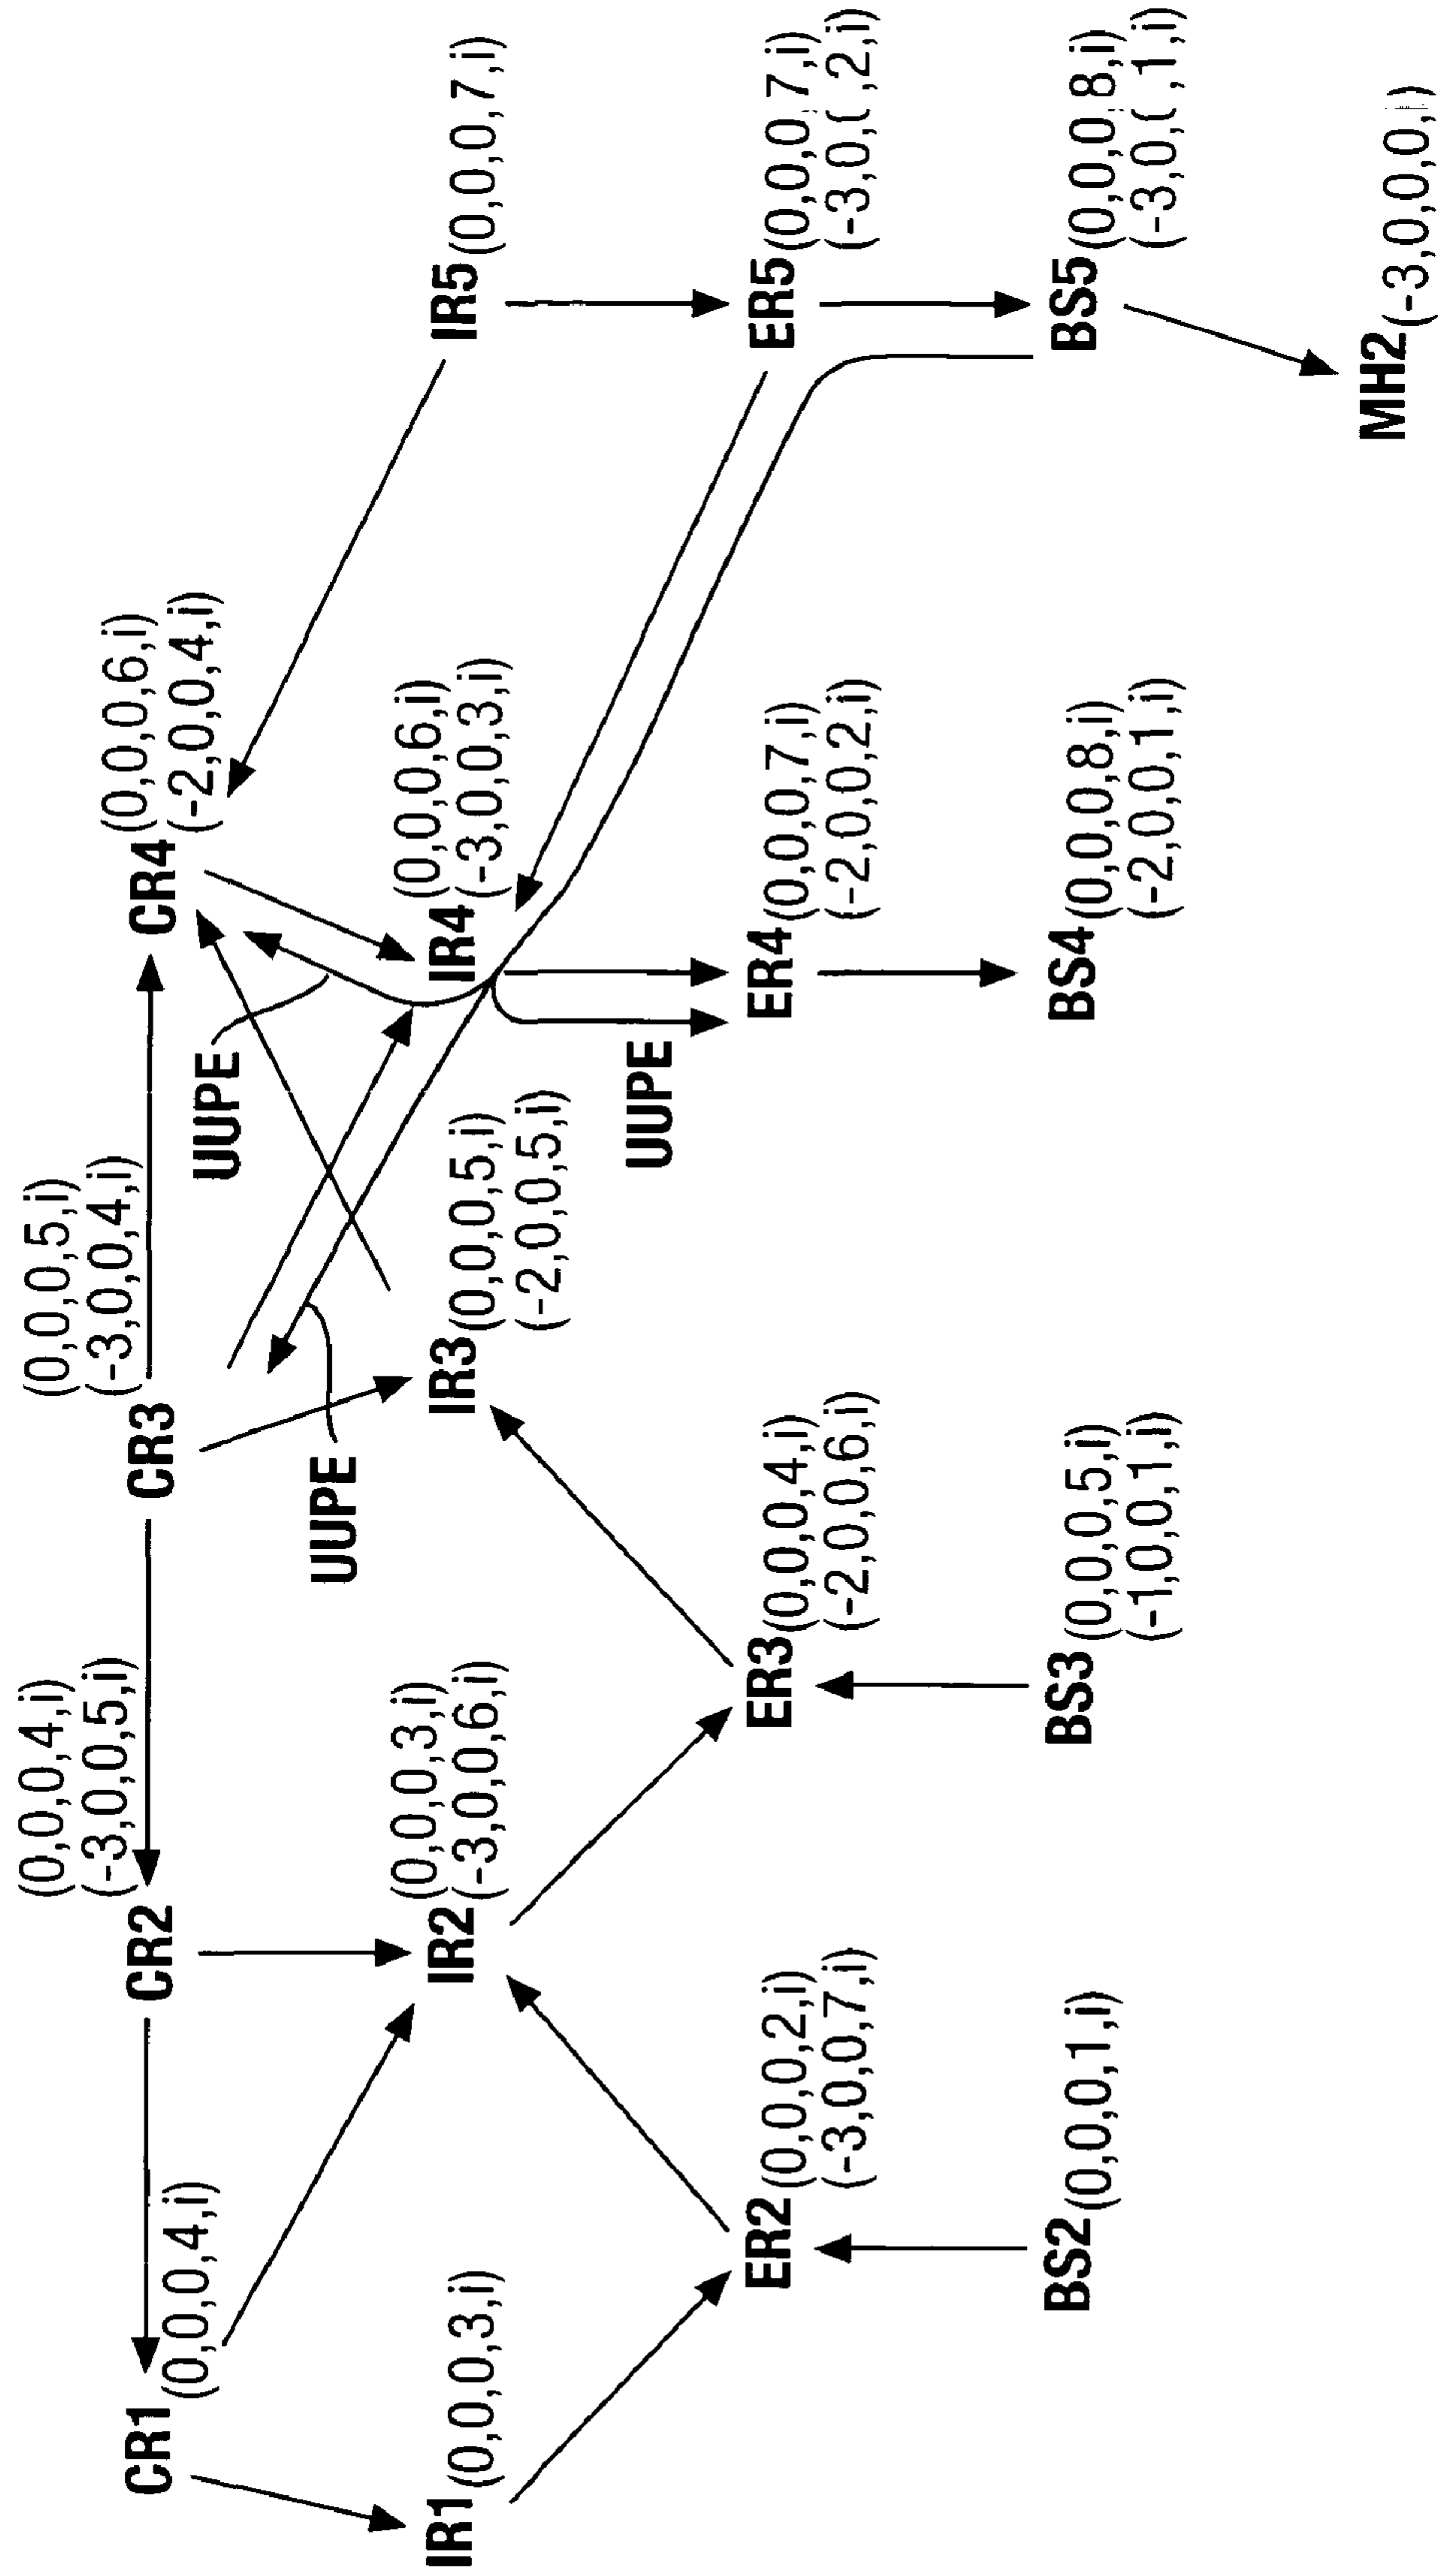 (0,0,0,4,i)
(-3,0,0,5,i)
(0,0,0,5,i)
(-3,0,0,4,i)
(0,0,0,6,i)
(-2,0,0,4,i)
CR1
(0,0,0,4,i)
CR2
CR3
CR4
UUPE
UUPE
IR1
(0,0,0,3,i)
IR2
(0,0,0,3,i)
(-3,0,0,6,i)
IR3
(0,0,0,5,i)
(-2,0,0,5,i)
IR4
(0,0,0,6,i)
(-3,0,0,3,i)
IR5
(0,0,0,7,i)
UUPE
ER2
(0,0,0,2,i)
(-3,0,0,7,i)
ER3
(0,0,0,4,i)
(-2,0,0,6,i)
ER4
(0,0,0,7,i)
(-2,0,0,2,i)
ER5
(0,0,0,7,i)
(-3,0,( ,2,i)
BS2
(0,0,0,1,i)
BS3
(0,0,0,5,i)
(-1,0,0,1,i)
BS4
(0,0,0,8,i)
(-2,0,0,1,i)
BS5
(0,0,0,8,i)
(-3,0,( ,1,i)
MH2
(-3,0,0,0,i)